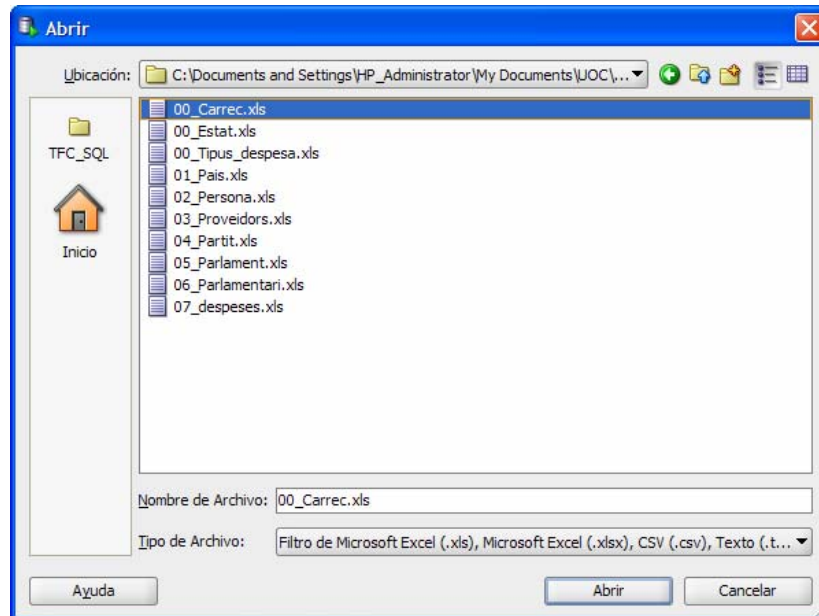 Abrir
Ubicación: C:\Documents and Settings\HP_Administrator\My Documents\UOC\...
TFC_SQL
Inicio
00_Carrec.xls
00_Estat.xls
00_Tipus_despesa.xls
01_Pais.xls
02_Persona.xls
03_Proveidors.xls
04_Partit.xls
05_Parlament.xls
06_Parlamentari.xls
07_despeses.xls
Nombre de Archivo: 00_Carrec.xls
Tipo de Archivo: Filtro de Microsoft Excel (.xls), Microsoft Excel (.xlsx), CSV (.csv), Texto (.t...
Ayuda Abrir Cancelar